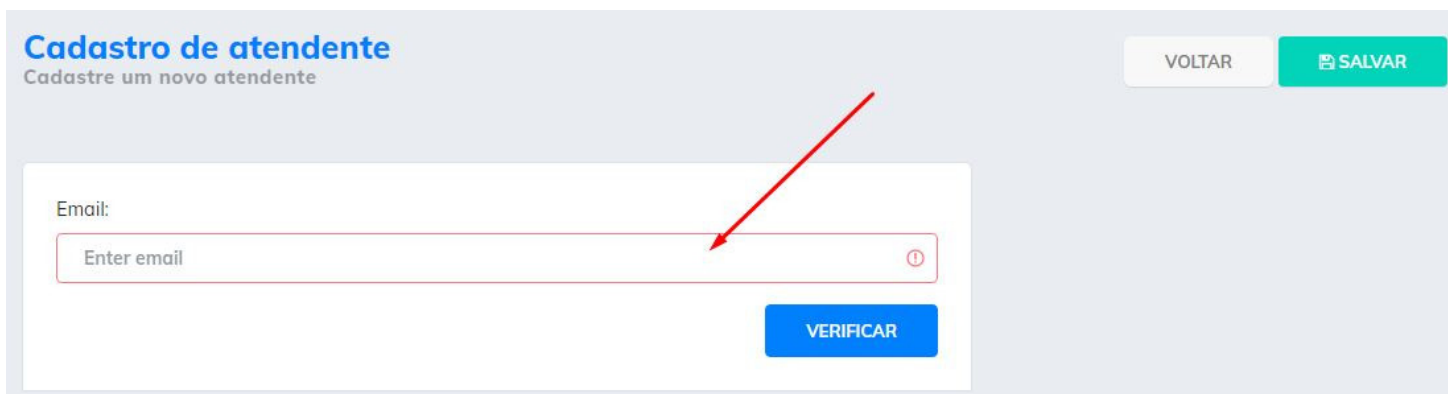 Cadastro de atendente
Cadastre um novo atendente
VOLTAR
SALVAR
Email:
Enter email
VERIFICAR